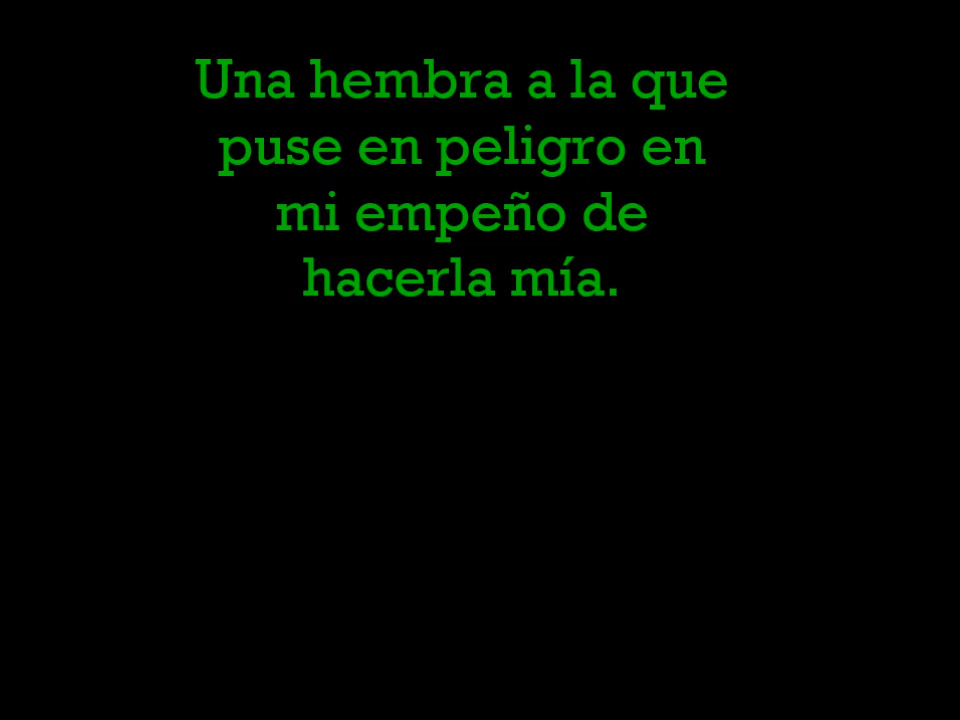 Una hembra a la que
puse en peligro en
mi empeño de
hacerla mía.